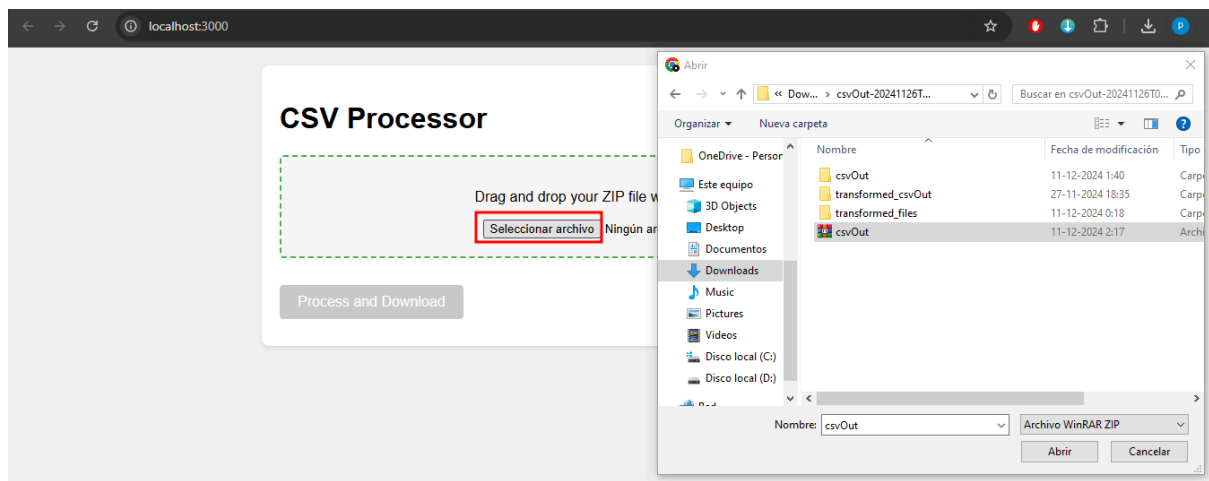 localhost:3000
P
CSV Processor
Drag and drop your ZIP file w
Seleccionar archivo Ningún ar
Process and Download
Abrir
« Dow... › csvOut-20241126T...
Buscar en csvOut-20241126T0...
Organizar Nueva carpeta
OneDrive - Persor
Este equipo
3D Objects
Desktop
Documentos
Downloads
Music
Pictures
Videos
Disco local (C:)
Disco local (D:)
Nombre Fecha de modificación Tipo
csvOut 11-12-2024 1:40 Carpe
transformed_csvOut 27-11-2024 18:35 Carpe
transformed_files 11-12-2024 0:18 Carpe
csvOut 11-12-2024 2:17 Archi
Nombre: csvOut Archivo WinRAR ZIP
Abrir Cancelar